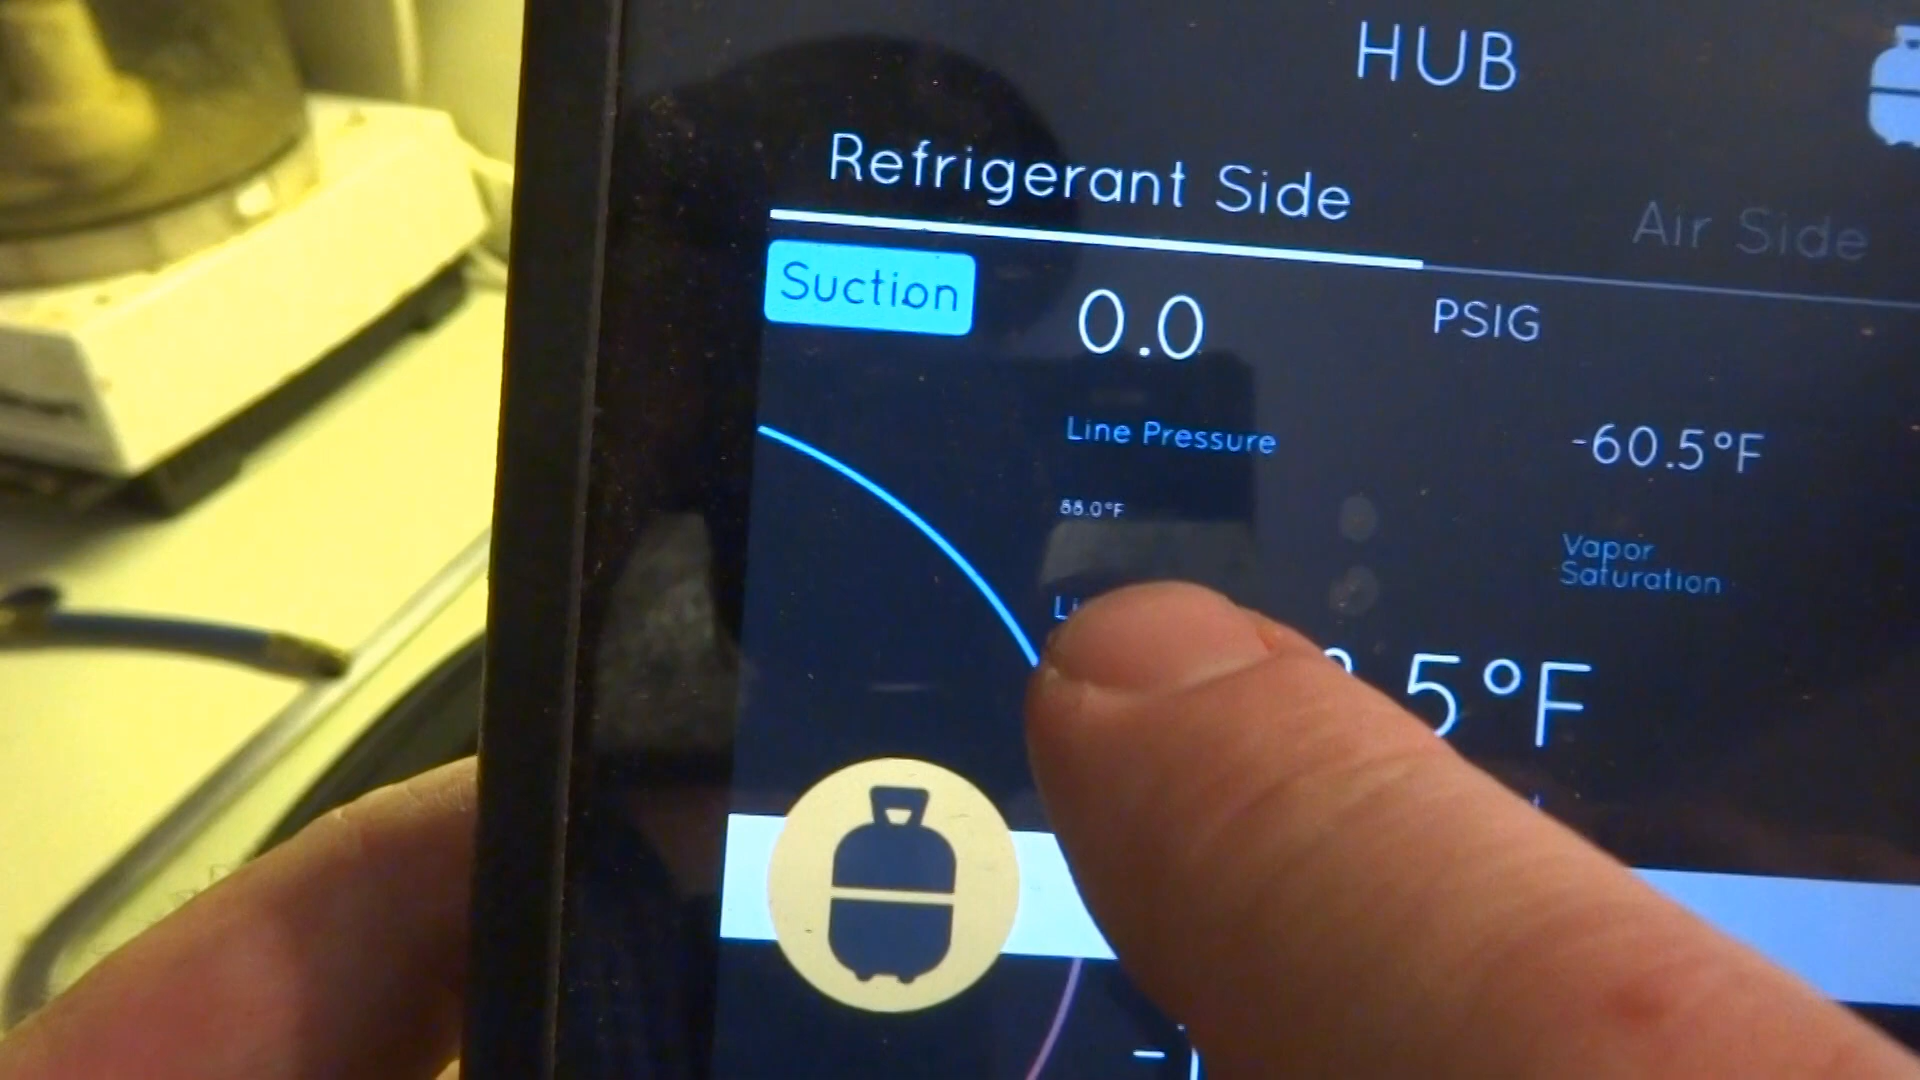 HUB
Refrigerant Side
Air Side
Suction
0.0
PSIG
Line Pressure
-60.5°F
88.0°F
Vapor
Saturation
5°F